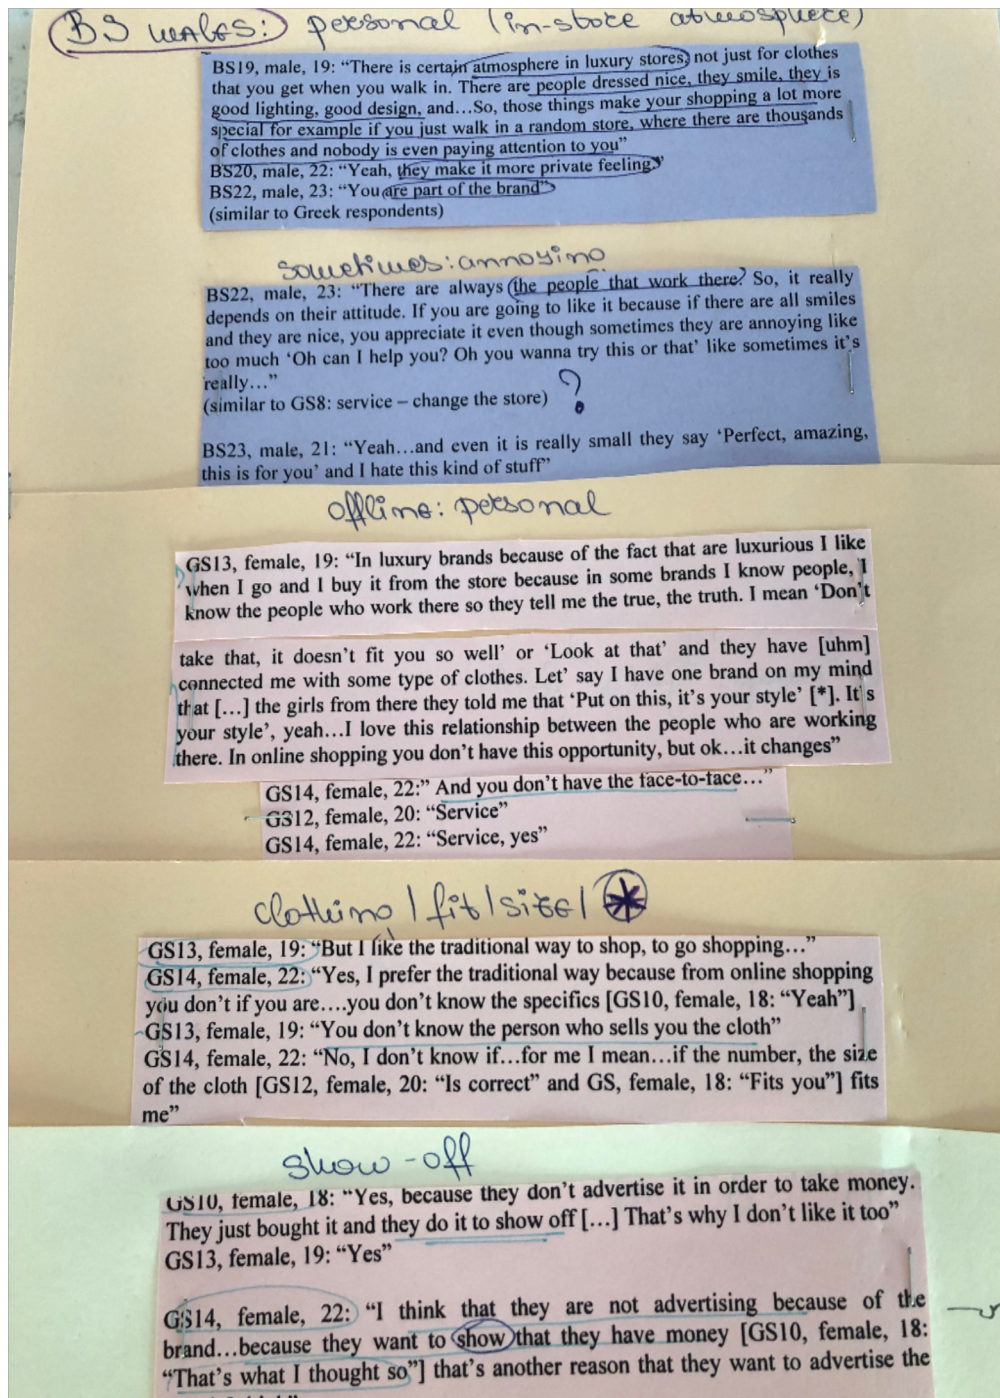 BS males: personal (in-store atmosphere)
BS19, male, 19: “There is certain atmosphere in luxury stores, not just for clothes
that you get when you walk in. There are people dressed nice, they smile, they is
good lighting, good design, and…So, those things make your shopping a lot more
special for example if you just walk in a random store, where there are thousands
of clothes and nobody is even paying attention to you”
BS20, male, 22: “Yeah, they make it more private feeling”
BS22, male, 23: “You are part of the brand”
(similar to Greek respondents)
sometimes: annoying
BS22, male, 23: “There are always the people that work there? So, it really
depends on their attitude. If you are going to like it because if there are all smiles
and they are nice, you appreciate it even though sometimes they are annoying like
too much ‘Oh can I help you? Oh you wanna try this or that’ like sometimes it’s
really…”
(similar to GS8: service – change the store) ?
BS23, male, 21: “Yeah…and even it is really small they say ‘Perfect, amazing,
this is for you’ and I hate this kind of stuff”
offline: personal
GS13, female, 19: “In luxury brands because of the fact that are luxurious I like
when I go and I buy it from the store because in some brands I know people, I
know the people who work there so they tell me the true, the truth. I mean ‘Don’t
take that, it doesn’t fit you so well’ or ‘Look at that’ and they have [uhm]
connected me with some type of clothes. Let’ say I have one brand on my mind
that […] the girls from there they told me that ‘Put on this, it’s your style’ [*]. It’s
your style’, yeah…I love this relationship between the people who are working
there. In online shopping you don’t have this opportunity, but ok…it changes”
GS14, female, 22:” And you don’t have the face-to-face…”
GS12, female, 20: “Service”
GS14, female, 22: “Service, yes”
clothing | fit | size | *
GS13, female, 19: “But I like the traditional way to shop, to go shopping…”
GS14, female, 22: “Yes, I prefer the traditional way because from online shopping
you don’t if you are….you don’t know the specifics [GS10, female, 18: “Yeah”]
GS13, female, 19: “You don’t know the person who sells you the cloth”
GS14, female, 22: “No, I don’t know if…for me I mean…if the number, the size
of the cloth [GS12, female, 20: “Is correct” and GS, female, 18: “Fits you”] fits
me”
show-off
GS10, female, 18: “Yes, because they don’t advertise it in order to take money.
They just bought it and they do it to show off […] That’s why I don’t like it too”
GS13, female, 19: “Yes”
GS14, female, 22: “I think that they are not advertising because of the
brand…because they want to show that they have money [GS10, female, 18:
“That’s what I thought so”] that’s another reason that they want to advertise the